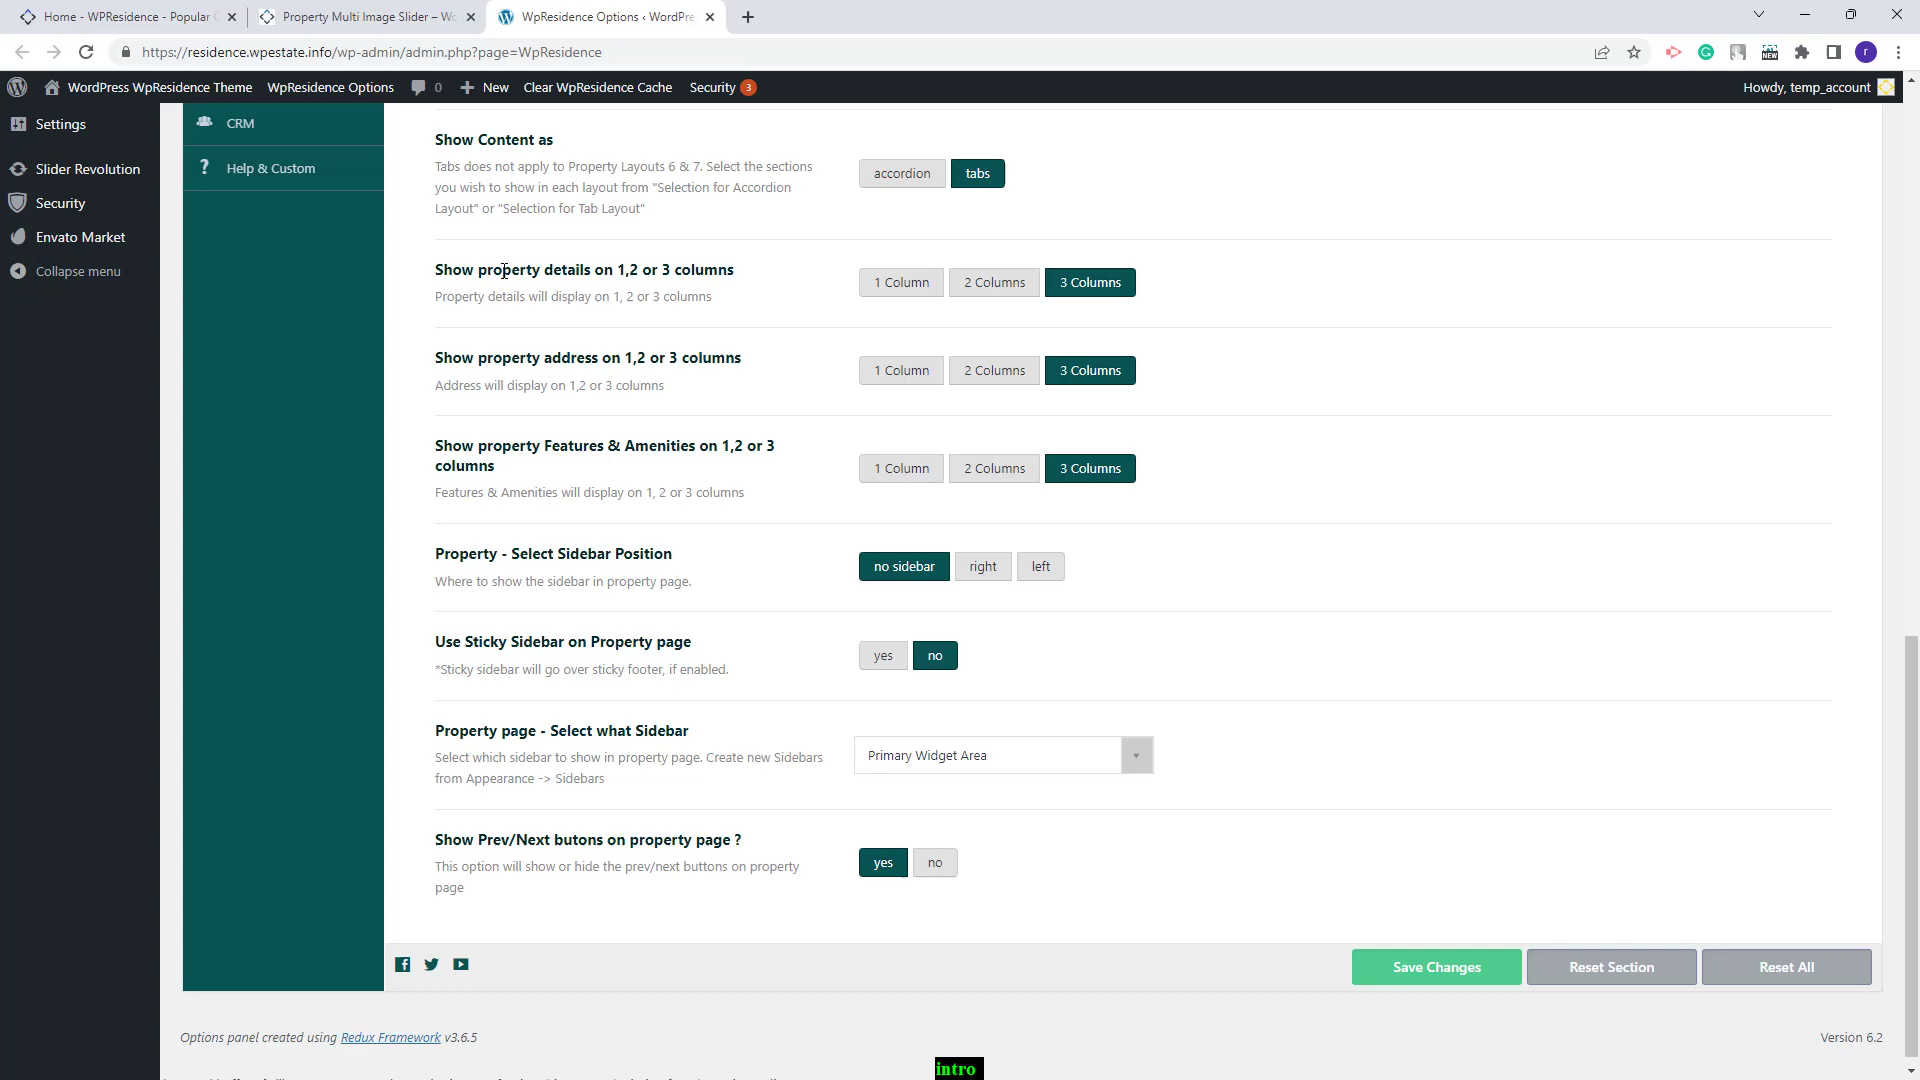 Home - WPResidence - Popular
Property Multi Image Slider – Wo
WpResidence Options ‹ WordPre
https://residence.wpestate.info/wp-admin/admin.php?page=WpResidence
NEW
r
WordPress WpResidence Theme
WpResidence Options
0
New
Clear WpResidence Cache
Security 3
Howdy, temp_account
Settings
Slider Revolution
Security
Envato Market
Collapse menu
CRM
? Help & Custom
Show Content as
Tabs does not apply to Property Layouts 6 & 7. Select the sections
you wish to show in each layout from "Selection for Accordion
Layout" or "Selection for Tab Layout"
accordion
tabs
Show property details on 1,2 or 3 columns
Property details will display on 1, 2 or 3 columns
1 Column
2 Columns
3 Columns
Show property address on 1,2 or 3 columns
Address will display on 1,2 or 3 columns
1 Column
2 Columns
3 Columns
Show property Features & Amenities on 1,2 or 3
columns
Features & Amenities will display on 1, 2 or 3 columns
1 Column
2 Columns
3 Columns
Property - Select Sidebar Position
Where to show the sidebar in property page.
no sidebar
right
left
Use Sticky Sidebar on Property page
*Sticky sidebar will go over sticky footer, if enabled.
yes
no
Property page - Select what Sidebar
Select which sidebar to show in property page. Create new Sidebars
from Appearance -> Sidebars
Primary Widget Area
Show Prev/Next butons on property page ?
This option will show or hide the prev/next buttons on property
page
yes
no
Save Changes
Reset Section
Reset All
Options panel created using Redux Framework v3.6.5
Version 6.2
intro